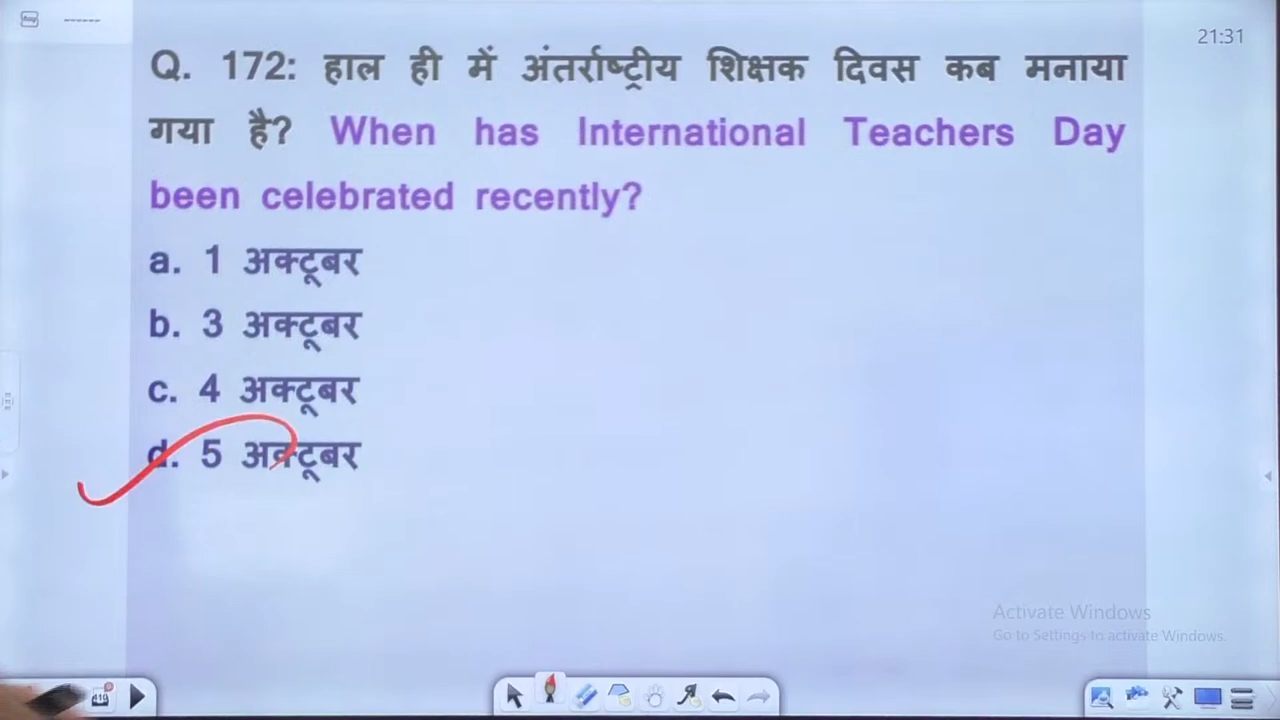 21:31
Q. 172: हाल ही में अंतर्राष्ट्रीय शिक्षक दिवस कब मनाया
गया है? When has International Teachers Day
been celebrated recently?
a. 1 अक्टूबर
b. 3 अक्टूबर
c. 4 अक्टूबर
d. 5 अक्टूबर
Activate Windows
Go to Settings to activate Windows.